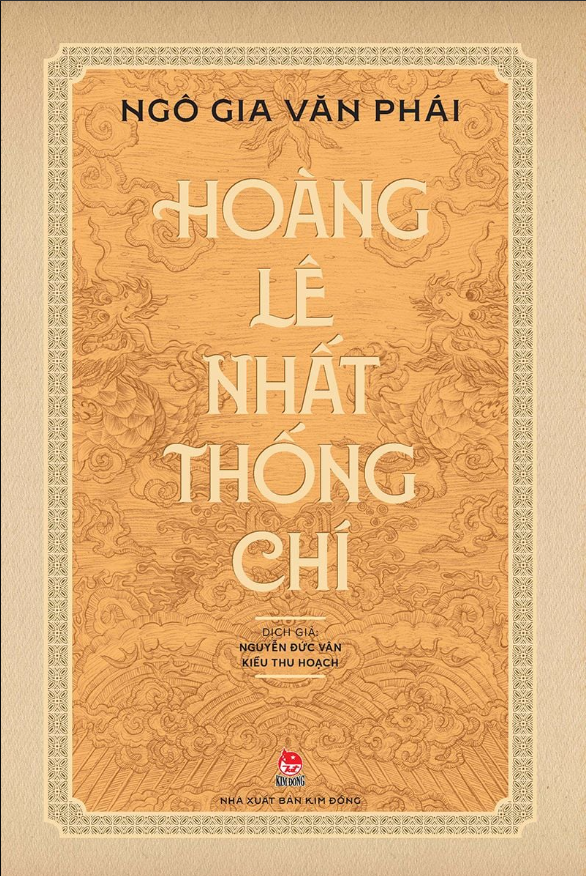 NGÔ GIA VĂN PHÁI
HOÀNG
LÊ
NHẤT
THỐNG
CHÍ
DỊCH GIẢ:
NGUYỄN ĐỨC VÂN
KIỀU THU HOẠCH
KIM ĐỒNG
NHÀ XUẤT BẢN KIM ĐỒNG